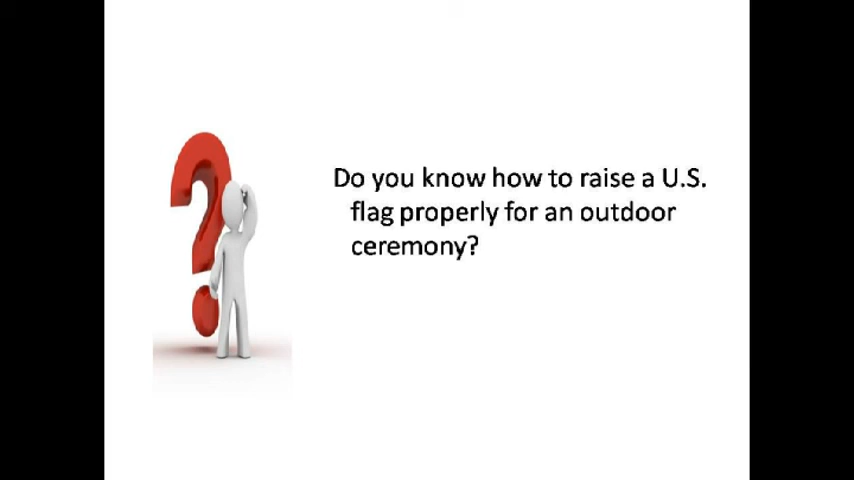 Do you know how to raise a U.S.
flag properly for an outdoor
ceremony?